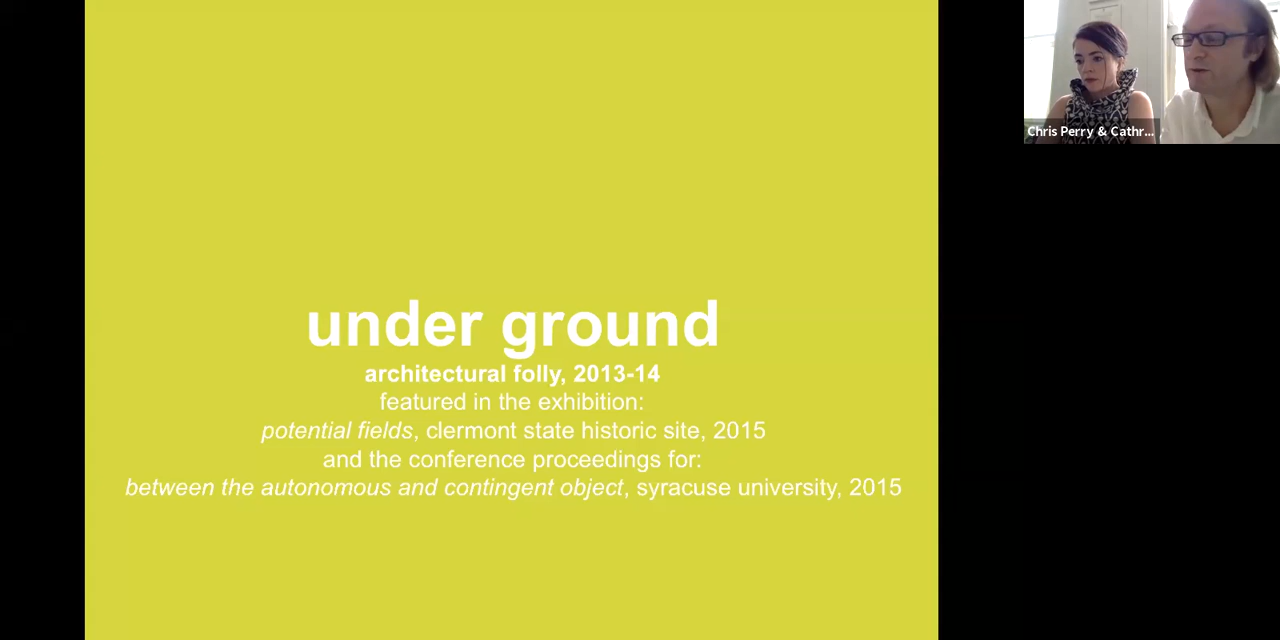 under ground
architectural folly, 2013-14
featured in the exhibition:
potential fields, clermont state historic site, 2015
and the conference proceedings for:
between the autonomous and contingent object, syracuse university, 2015
Chris Perry & Cathr...